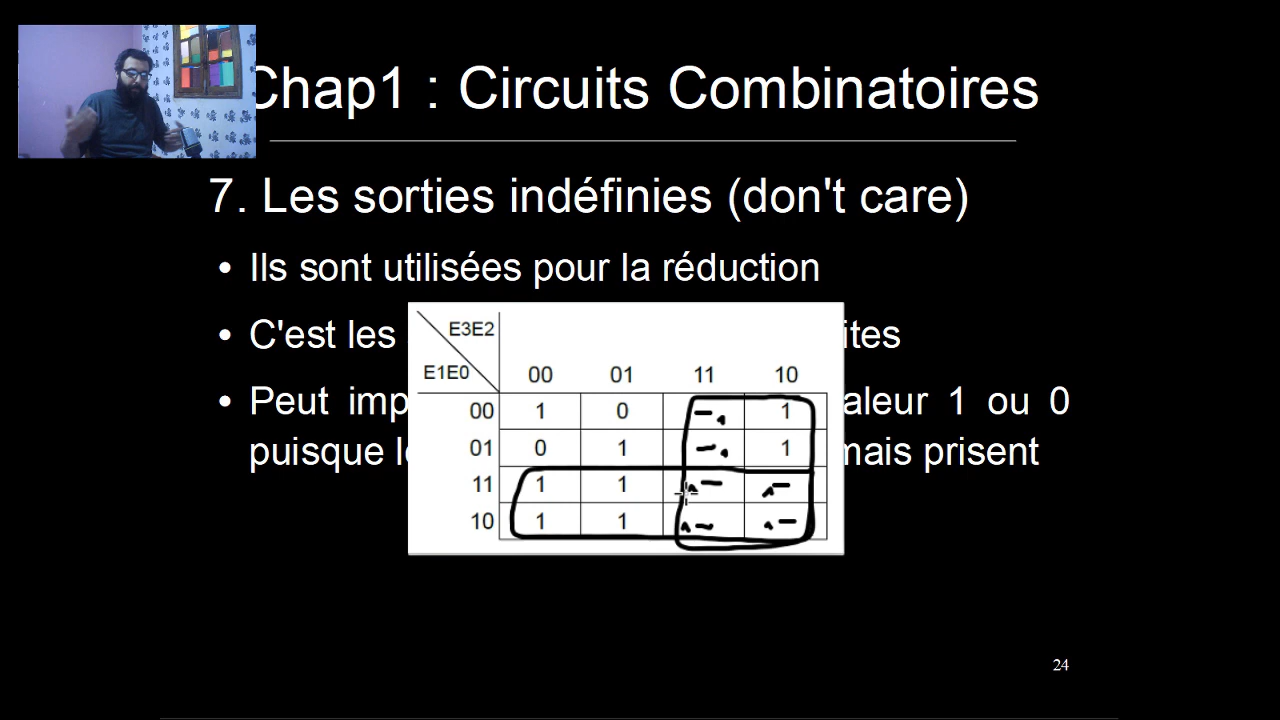 Chap1 : Circuits Combinatoires
7. Les sorties indéfinies (don't care)
• Ils sont utilisées pour la réduction
• C'est les
• Peut aleur 1 ou 0
puisque mais prisent
E3E2
E1E0 00 01 11 10
00 1 0 - 1
01 0 1 - 1
11 1 1 - -
10 1 1 - -
24